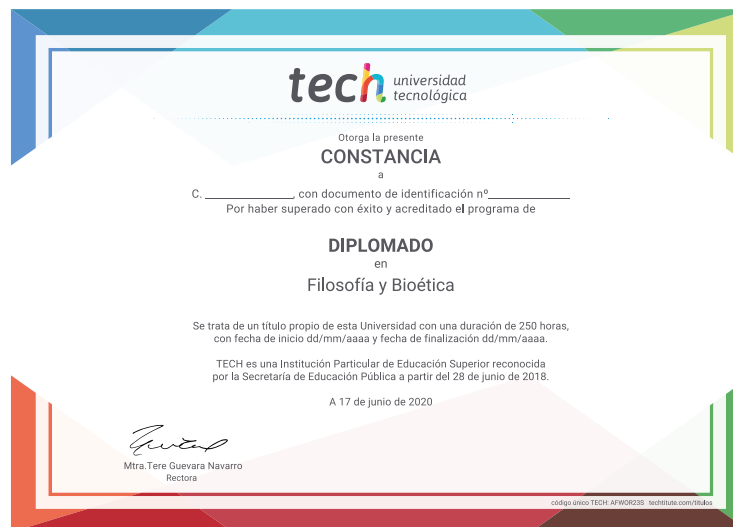 tech universidad
tecnológica
Otorga la presente
CONSTANCIA
a
C. ______________, con documento de identificación nº______________
Por haber superado con éxito y acreditado el programa de
DIPLOMADO
en
Filosofía y Bioética
Se trata de un título propio de esta Universidad con una duración de 250 horas,
con fecha de inicio dd/mm/aaaa y fecha de finalización dd/mm/aaaa.
TECH es una Institución Particular de Educación Superior reconocida
por la Secretaría de Educación Pública a partir del 28 de junio de 2018.
A 17 de junio de 2020
Mtra.Tere Guevara Navarro
Rectora
código único TECH: AFWOR23S techtitute.com/titulos